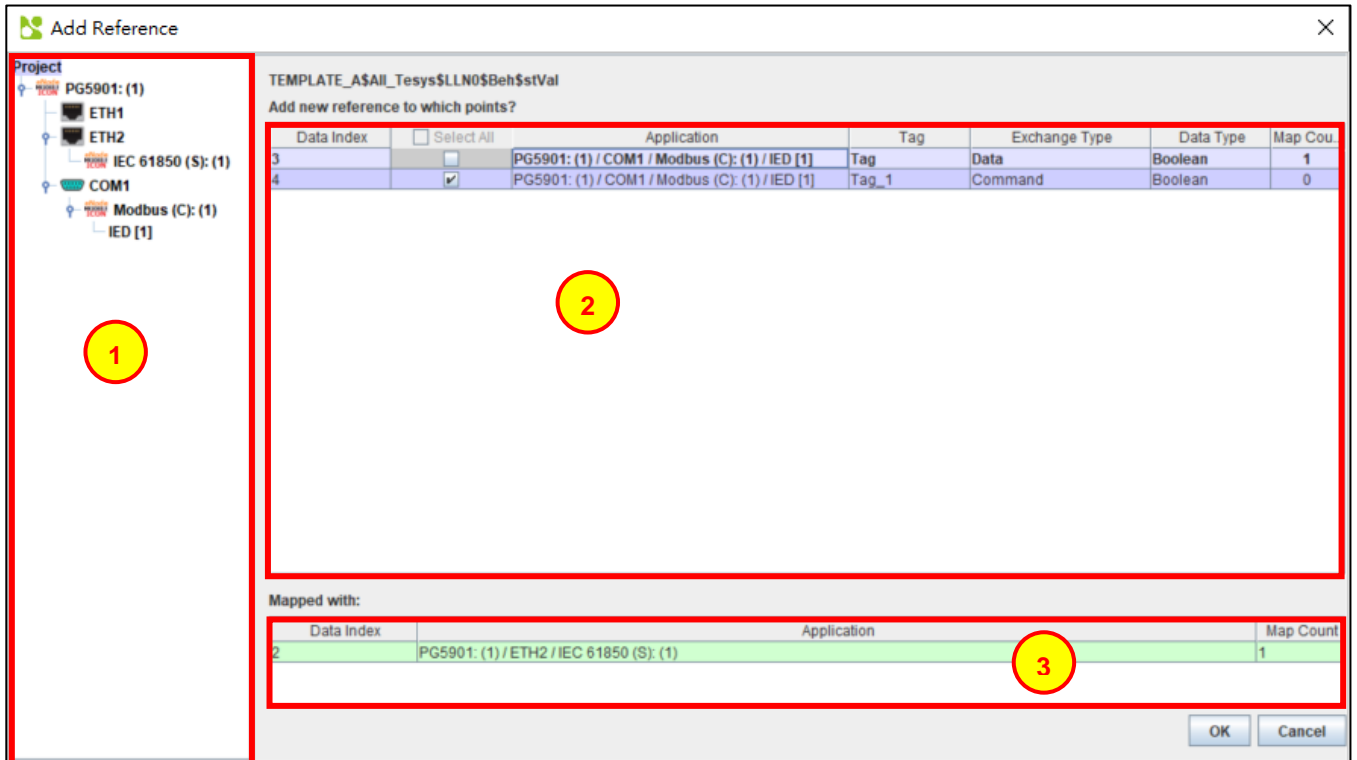 Add Reference
Project
PG5901: (1)
ETH1
ETH2
IEC 61850 (S): (1)
COM1
Modbus (C): (1)
IED [1]
1
TEMPLATE_A$All_Tesys$LLN0$Beh$stVal
Add new reference to which points?
Data Index Select All Application Tag Exchange Type Data Type Map Cou..
3 PG5901: (1) / COM1 / Modbus (C): (1) / IED [1] Tag Data Boolean 1
4 PG5901: (1) / COM1 / Modbus (C): (1) / IED [1] Tag_1 Command Boolean 0
2
Mapped with:
Data Index Application Map Count
2 PG5901: (1) / ETH2 / IEC 61850 (S): (1) 1
3
OK Cancel